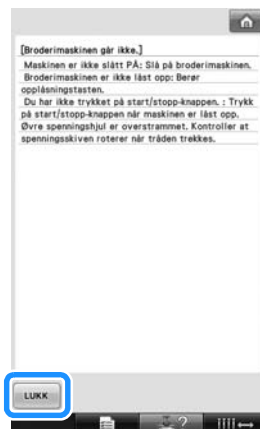 [Broderimaskinen går ikke.]
Maskinen er ikke slått PÅ: Slå på broderimaskinen.
Broderimaskinen er ikke låst opp: Berør
opplåsningstasten.
Du har ikke trykket på start/stopp-knappen. : Trykk
på start/stopp-knappen når maskinen er låst opp.
Øvre spenningshjul er overstrammet. Kontroller at
spenningsskiven roterer når tråden trekkes.
LUKK
?